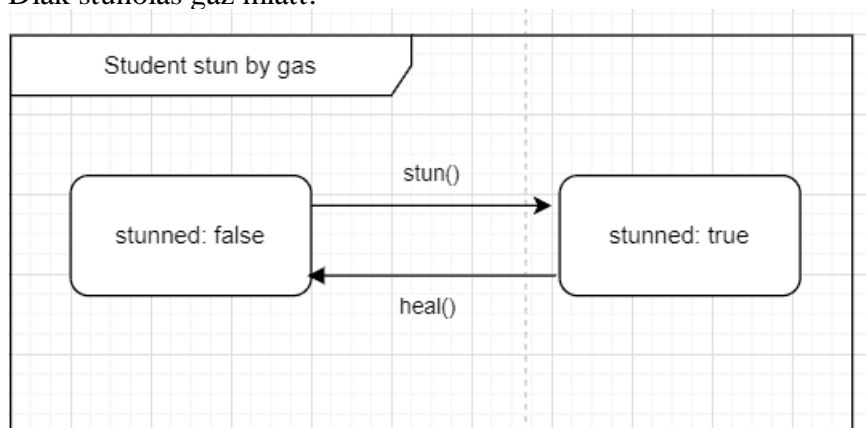 Diák stunolás gáz miatt:
Student stun by gas
stun()
stunned: false
stunned: true
heal()